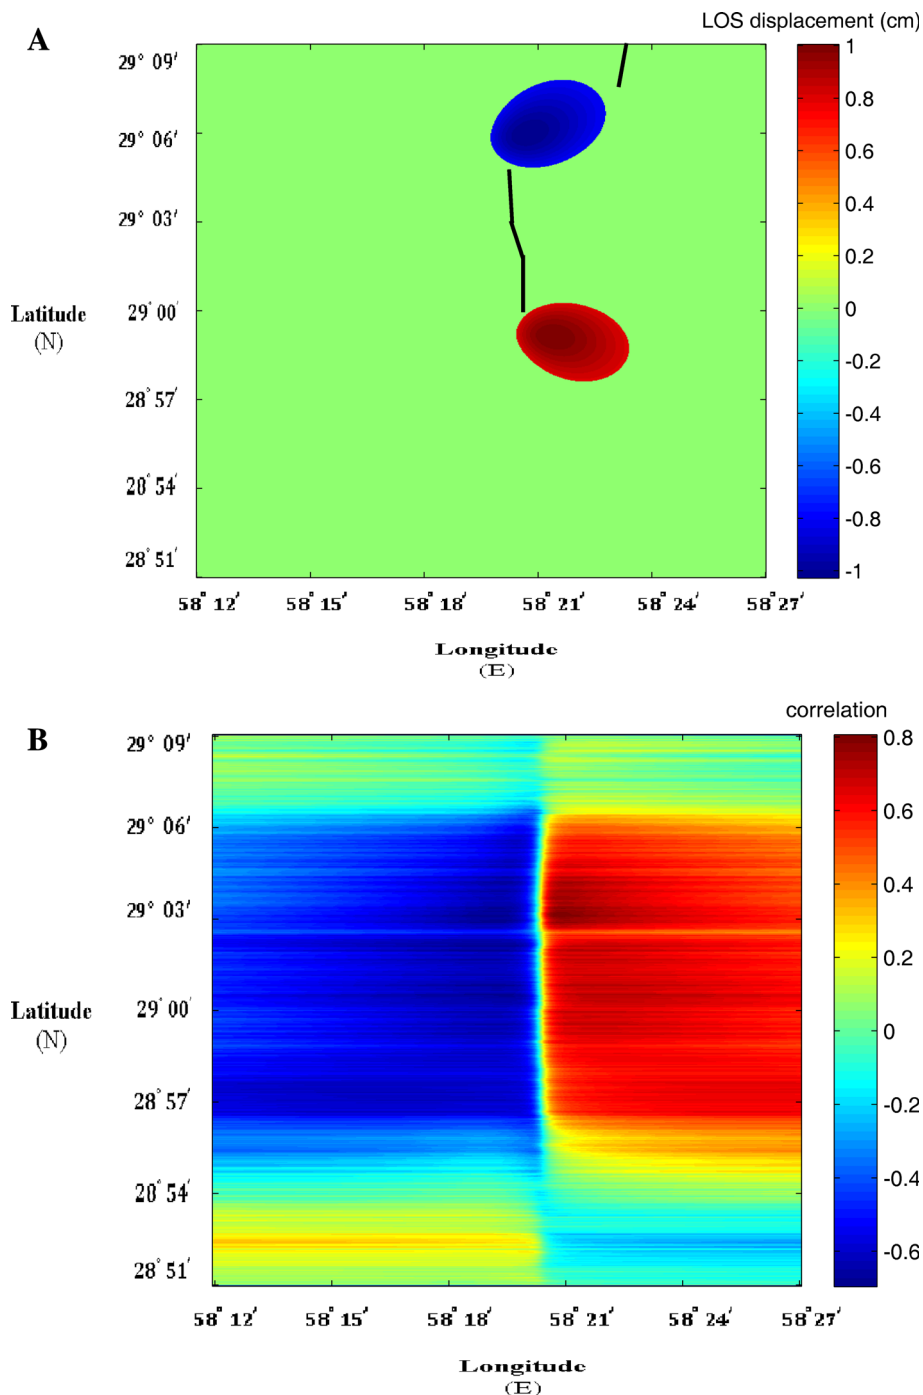 LOS displacement (cm)
A
29° 09′
29° 06′
29° 03′
29° 00′
28° 57′
28° 54′
28° 51′
Latitude
(N)
58° 12′ 58° 15′ 58° 18′ 58° 21′ 58° 24′ 58° 27′
Longitude
(E)
1
0.8
0.6
0.4
0.2
0
-0.2
-0.4
-0.6
-0.8
-1
correlation
B
29° 09′
29° 06′
29° 03′
29° 00′
28° 57′
28° 54′
28° 51′
Latitude
(N)
58° 12′ 58° 15′ 58° 18′ 58° 21′ 58° 24′ 58° 27′
Longitude
(E)
0.8
0.6
0.4
0.2
0
-0.2
-0.4
-0.6